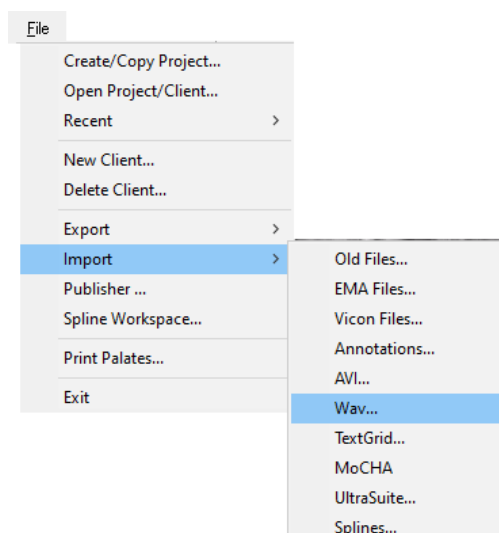 File
Create/Copy Project...
Open Project/Client...
Recent
New Client...
Delete Client...
Export
Import
Publisher ...
Spline Workspace...
Print Palates...
Exit
Old Files...
EMA Files...
Vicon Files...
Annotations...
AVI...
Wav...
TextGrid...
MoCHA
UltraSuite...
Splines...